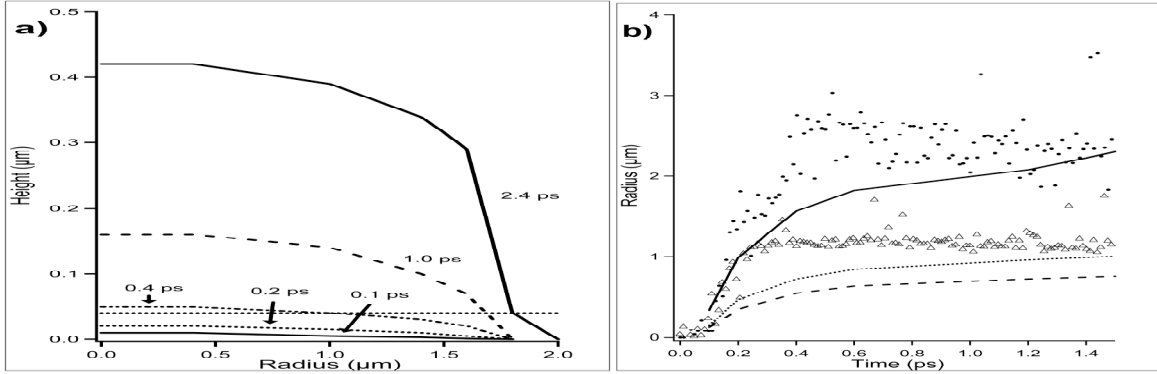 a)
0.5
0.4
0.3
0.2
0.1
0.0
Height (μm)
2.4 ps
1.0 ps
0.4 ps
0.2 ps
0.1 ps
0.0 0.5 1.0 1.5 2.0
Radius (μm)
b)
4
3
2
1
0
Radius (μm)
0.0 0.2 0.4 0.6 0.8 1.0 1.2 1.4
Time (ps)